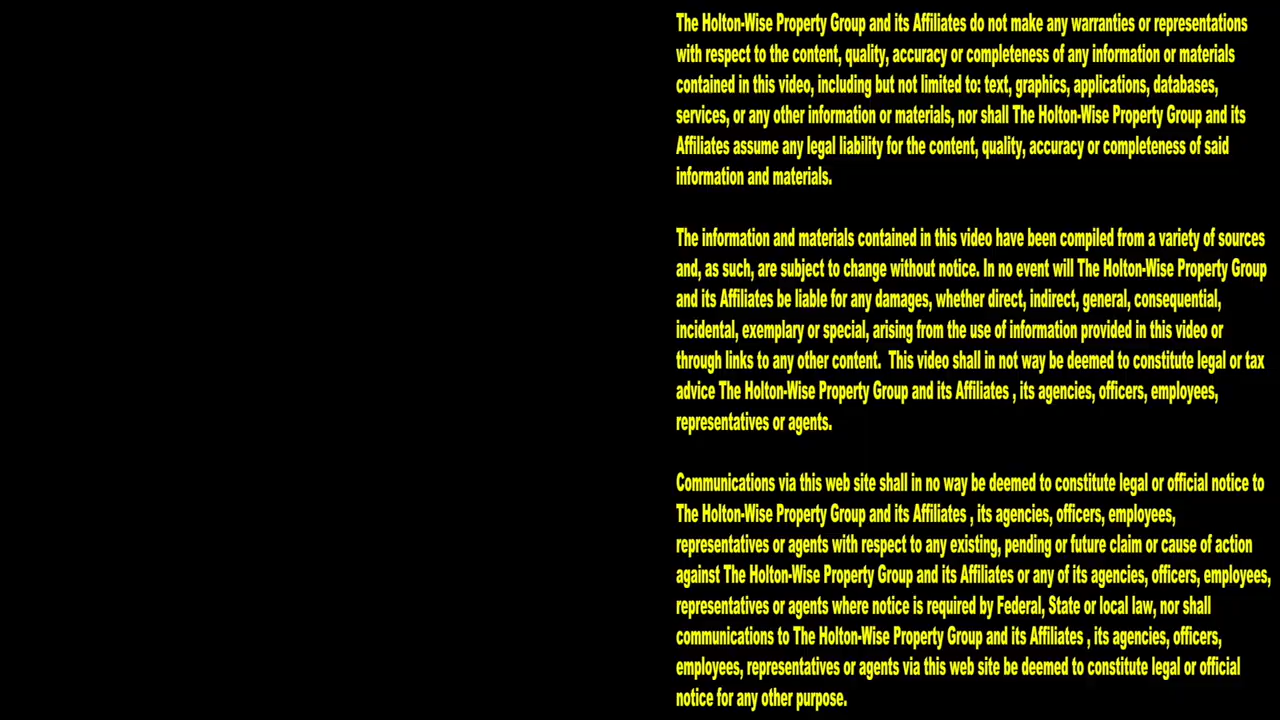 The Holton-Wise Property Group and its Affiliates do not make any warranties or representations
with respect to the content, quality, accuracy or completeness of any information or materials
contained in this video, including but not limited to: text, graphics, applications, databases,
services, or any other information or materials, nor shall The Holton-Wise Property Group and its
Affiliates assume any legal liability for the content, quality, accuracy or completeness of said
information and materials.
The information and materials contained in this video have been compiled from a variety of sources
and, as such, are subject to change without notice. In no event will The Holton-Wise Property Group
and its Affiliates be liable for any damages, whether direct, indirect, general, consequential,
incidental, exemplary or special, arising from the use of information provided in this video or
through links to any other content.  This video shall in not way be deemed to constitute legal or tax
advice The Holton-Wise Property Group and its Affiliates , its agencies, officers, employees,
representatives or agents.
Communications via this web site shall in no way be deemed to constitute legal or official notice to
The Holton-Wise Property Group and its Affiliates , its agencies, officers, employees,
representatives or agents with respect to any existing, pending or future claim or cause of action
against The Holton-Wise Property Group and its Affiliates or any of its agencies, officers, employees,
representatives or agents where notice is required by Federal, State or local law, nor shall
communications to The Holton-Wise Property Group and its Affiliates , its agencies, officers,
employees, representatives or agents via this web site be deemed to constitute legal or official
notice for any other purpose.